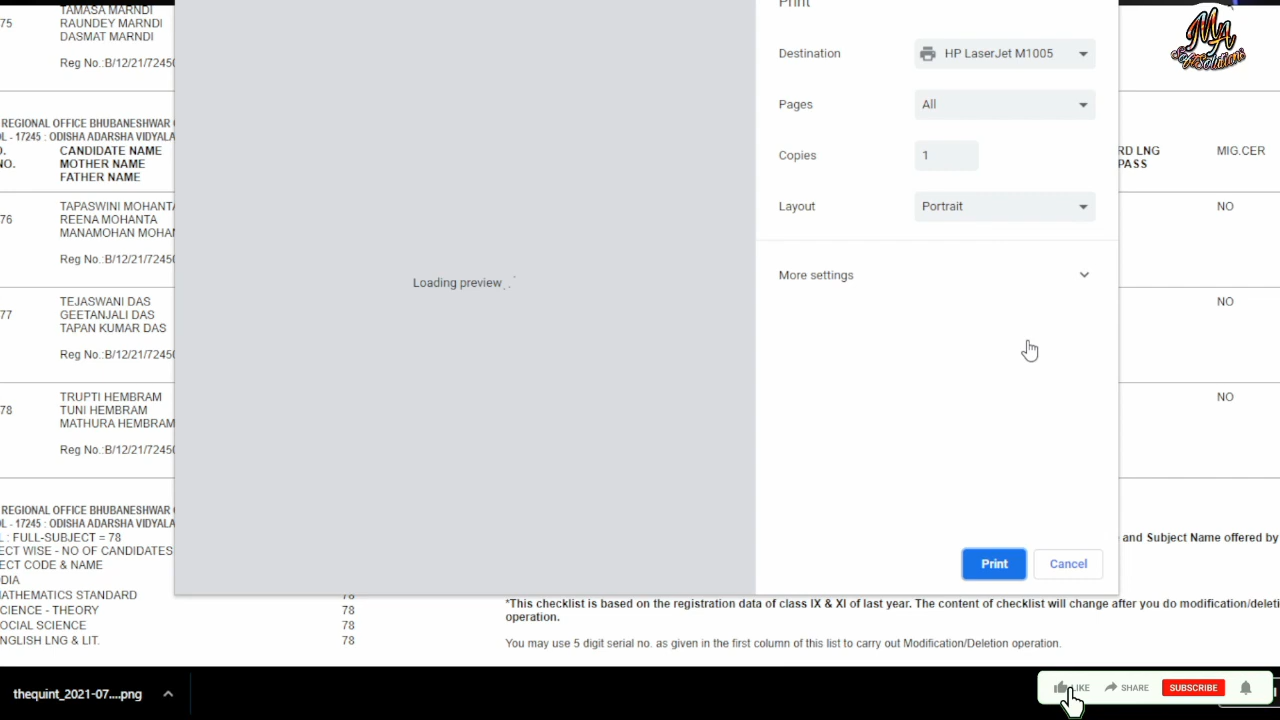 TAMASA MARNDI
75 RAUNDEY MARNDI
DASMAT MARNDI
Reg No.:B/12/21/7245
REGIONAL OFFICE BHUBANESHWAR
OL - 17245 : ODISHA ADARSHA VIDYALA
CANDIDATE NAME
NO. MOTHER NAME
FATHER NAME
RD LNG
PASS
MIG.CER
TAPASWINI MOHANTA NO
76 REENA MOHANTA
MANAMOHAN MOHAN
Reg No.:B/12/21/7245
TEJASWANI DAS NO
77 GEETANJALI DAS
TAPAN KUMAR DAS
Reg No.:B/12/21/7245
TRUPTI HEMBRAM NO
78 TUNI HEMBRAM
MATHURA HEMBRAM
Reg No.:B/12/21/7245
REGIONAL OFFICE BHUBANESHWAR
OL - 17245 : ODISHA ADARSHA VIDYALA
: FULL-SUBJECT = 78 and Subject Name offered by
ECT WISE - NO OF CANDIDATES
ECT CODE & NAME
DIA
ATHEMATICS STANDARD 78
CIENCE - THEORY 78
OCIAL SCIENCE 78
NGLISH LNG & LIT. 78
*This checklist is based on the registration data of class IX & XI of last year. The content of checklist will change after you do modification/deleti
operation.
You may use 5 digit serial no. as given in the first column of this list to carry out Modification/Deletion operation.
Print
Destination HP LaserJet M1005
Pages All
Copies 1
Layout Portrait
More settings
Loading preview
Print Cancel
MA
thequint_2021-07....png
LIKE SHARE SUBSCRIBE